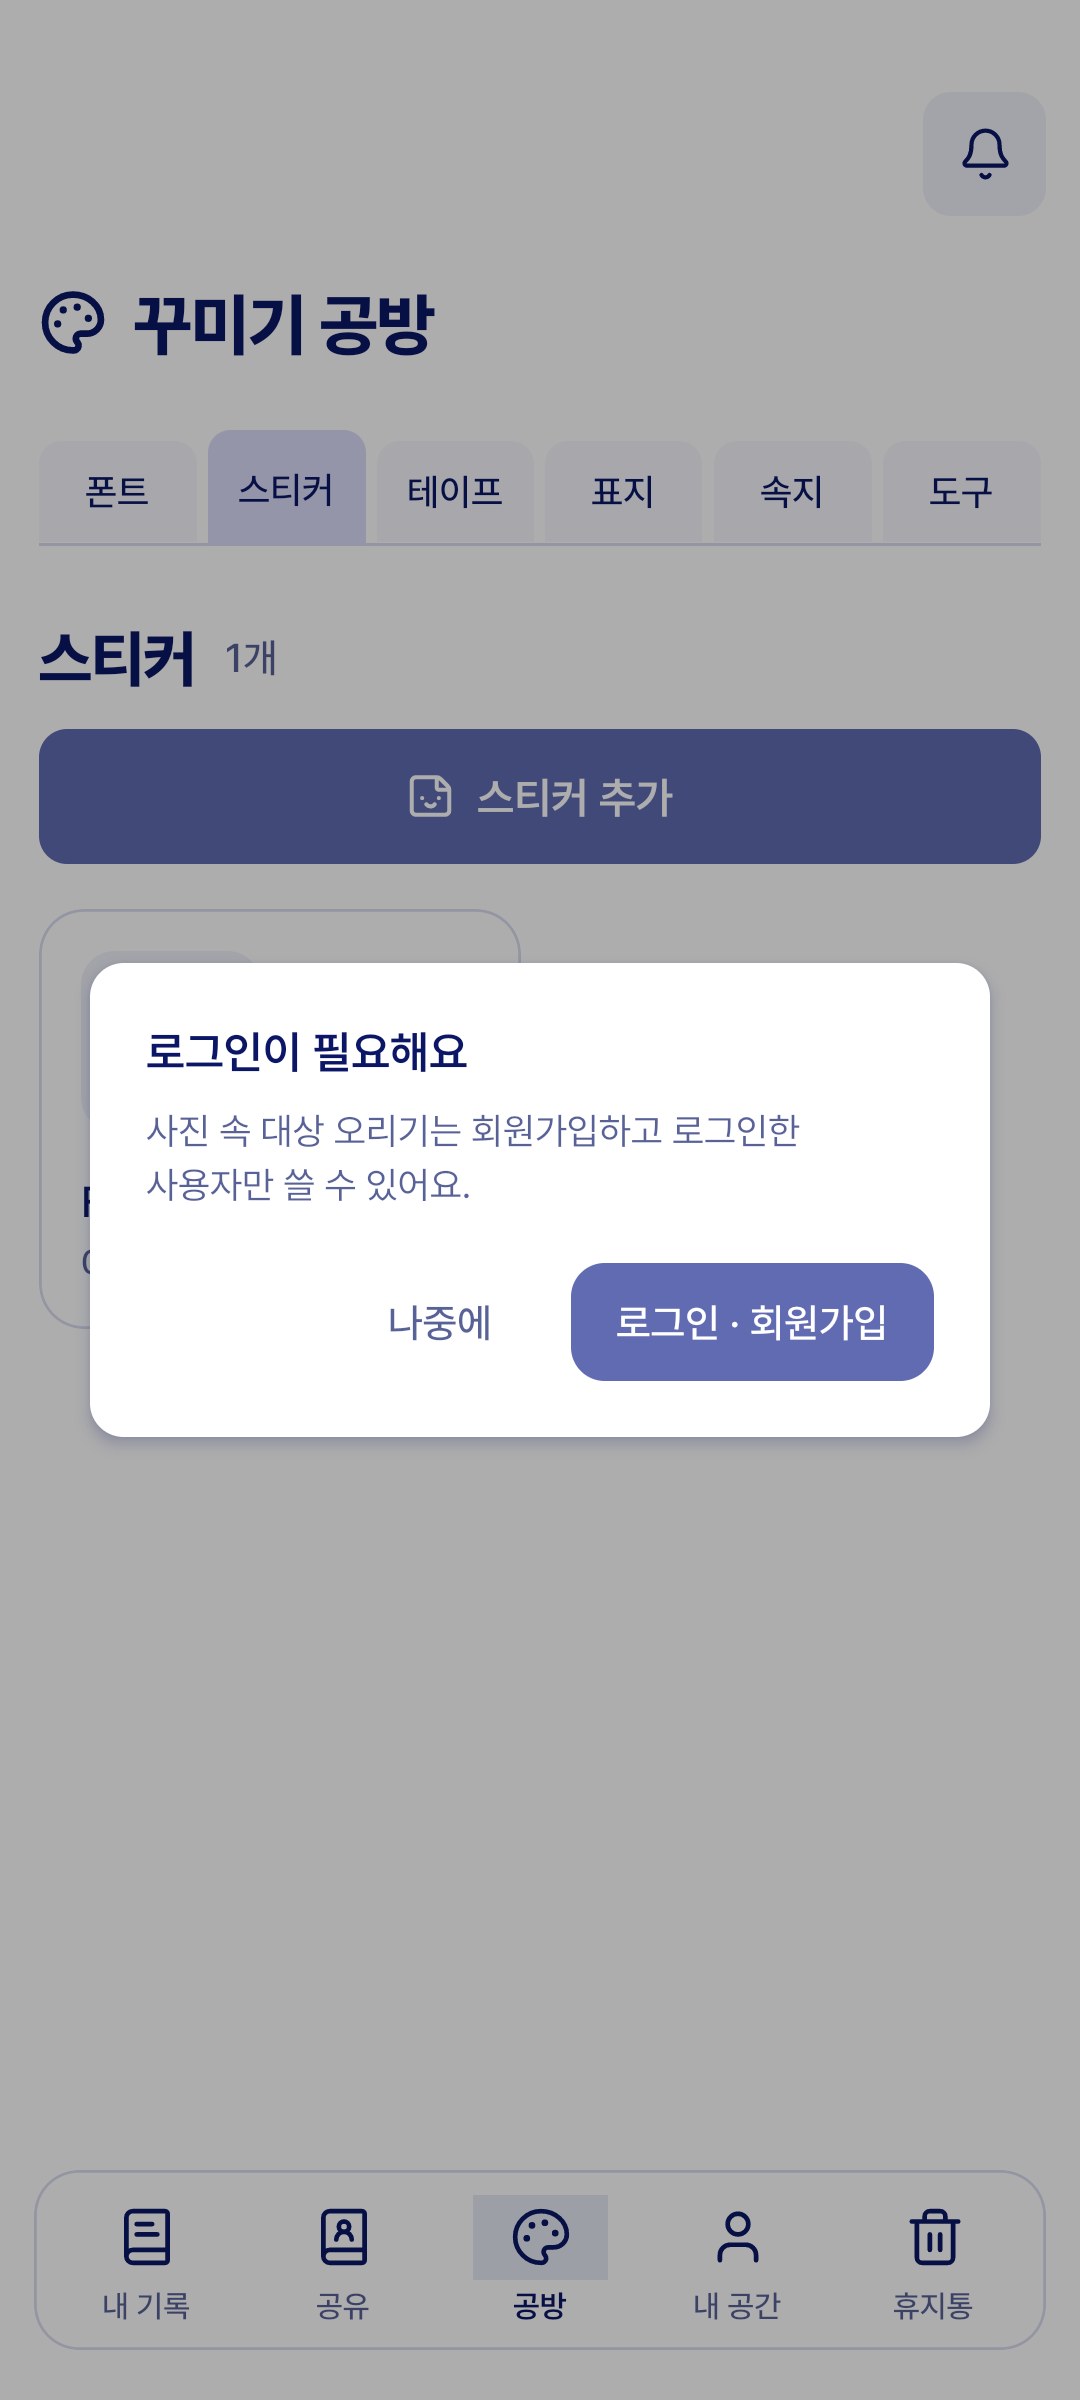 꾸미기 공방
폰트 스티커 테이프 표지 속지 도구
스티커 1개
스티커 추가
로그인이 필요해요
사진 속 대상 오리기는 회원가입하고 로그인한
사용자만 쓸 수 있어요.
나중에 로그인 · 회원가입
내 기록 공유 공방 내 공간 휴지통